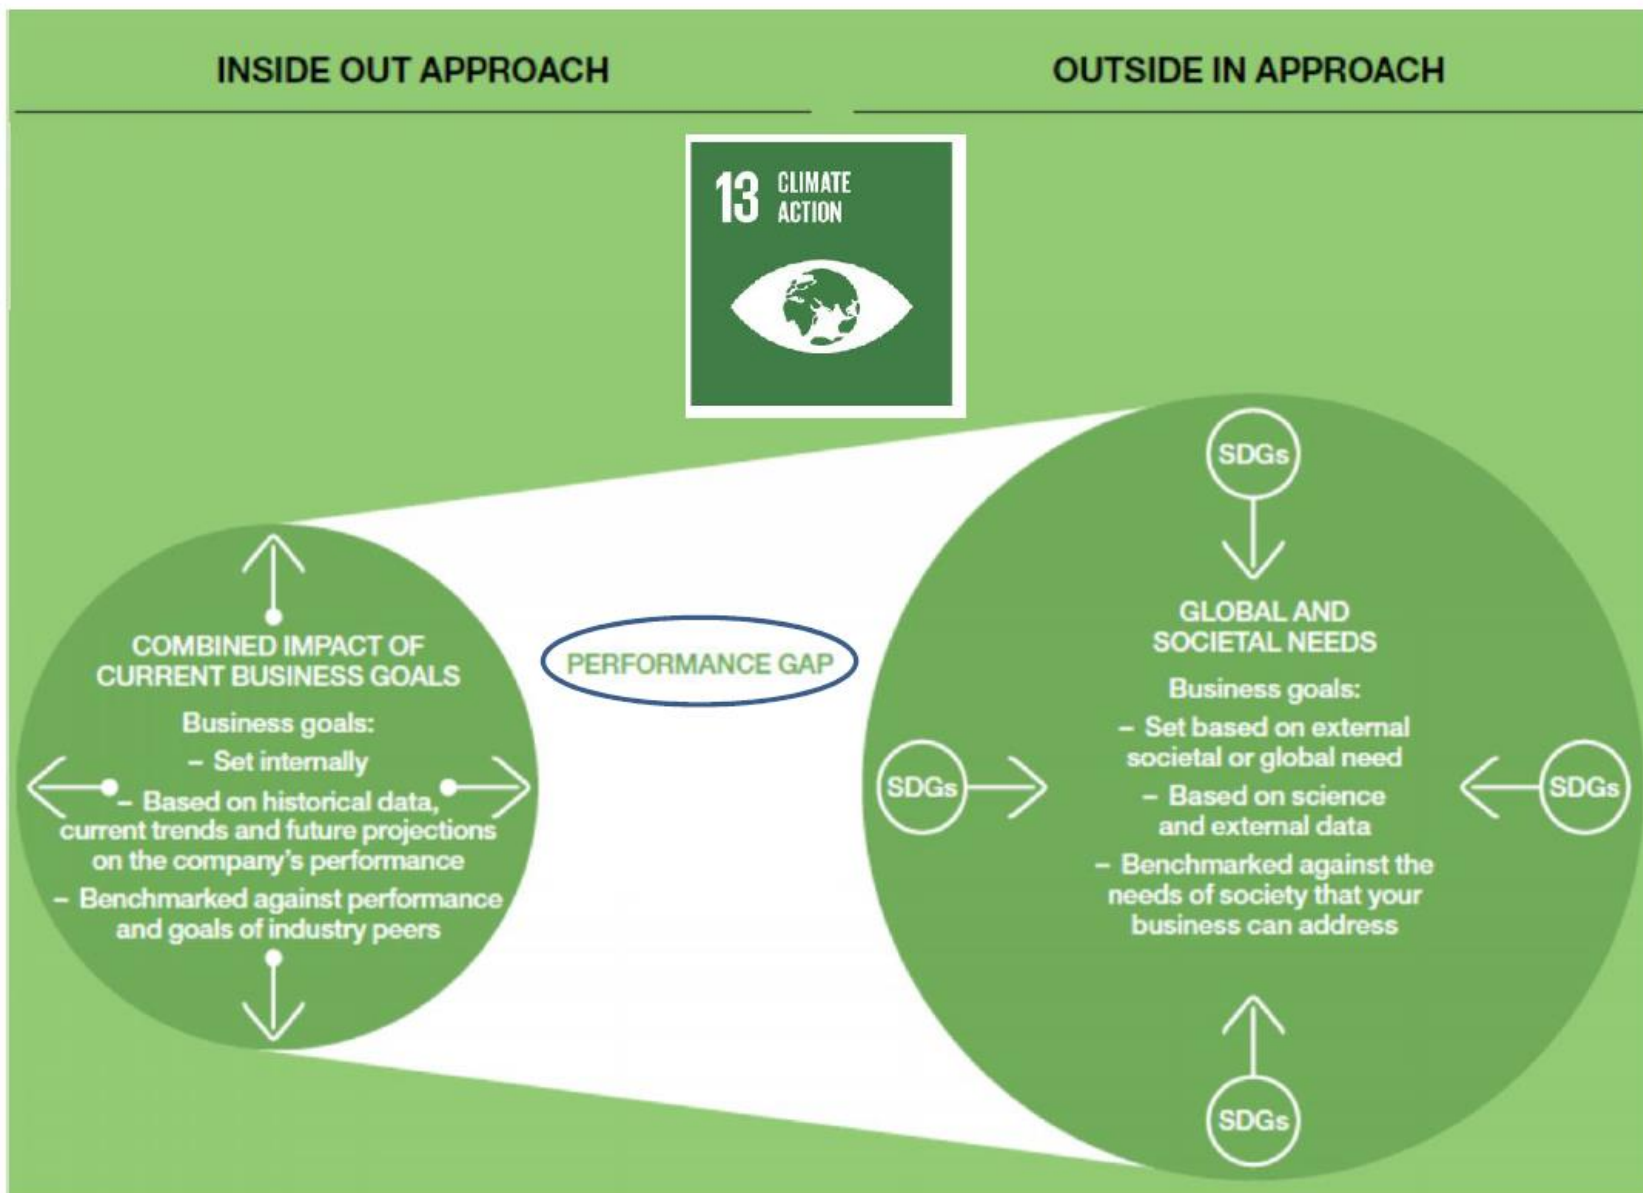 INSIDE OUT APPROACH
OUTSIDE IN APPROACH
13 CLIMATE
ACTION
COMBINED IMPACT OF
CURRENT BUSINESS GOALS
Business goals:
– Set internally
– Based on historical data,
current trends and future projections
on the company's performance
– Benchmarked against performance
and goals of industry peers
PERFORMANCE GAP
SDGs
SDGs
GLOBAL AND
SOCIETAL NEEDS
Business goals:
– Set based on external
societal or global need
– Based on science
and external data
– Benchmarked against the
needs of society that your
business can address
SDGs
SDGs